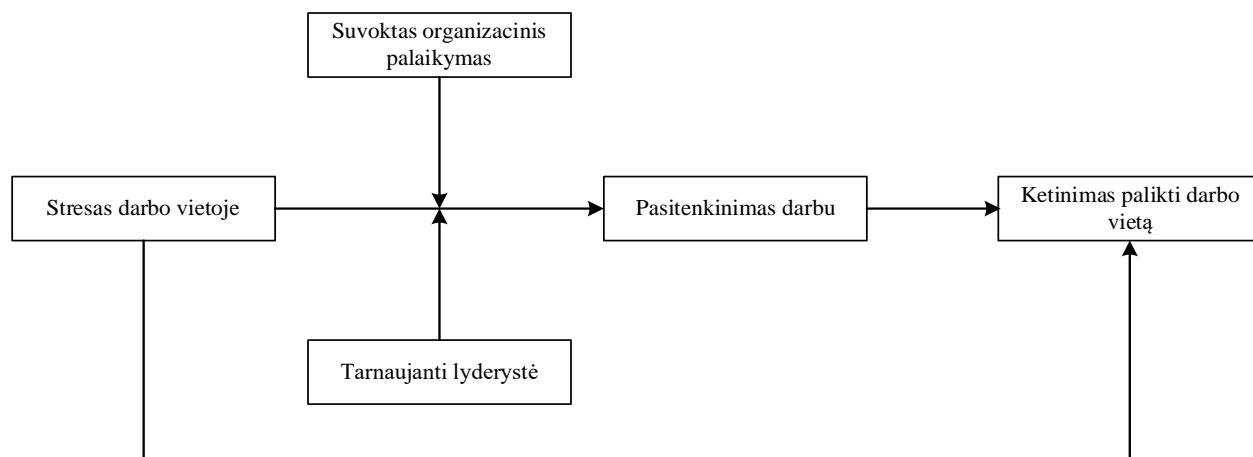 Suvoktas organizacinis
palaikymas
Stresas darbo vietoje
Pasitenkinimas darbu
Ketinimas palikti darbo
vietą
Tarnaujanti lyderystė